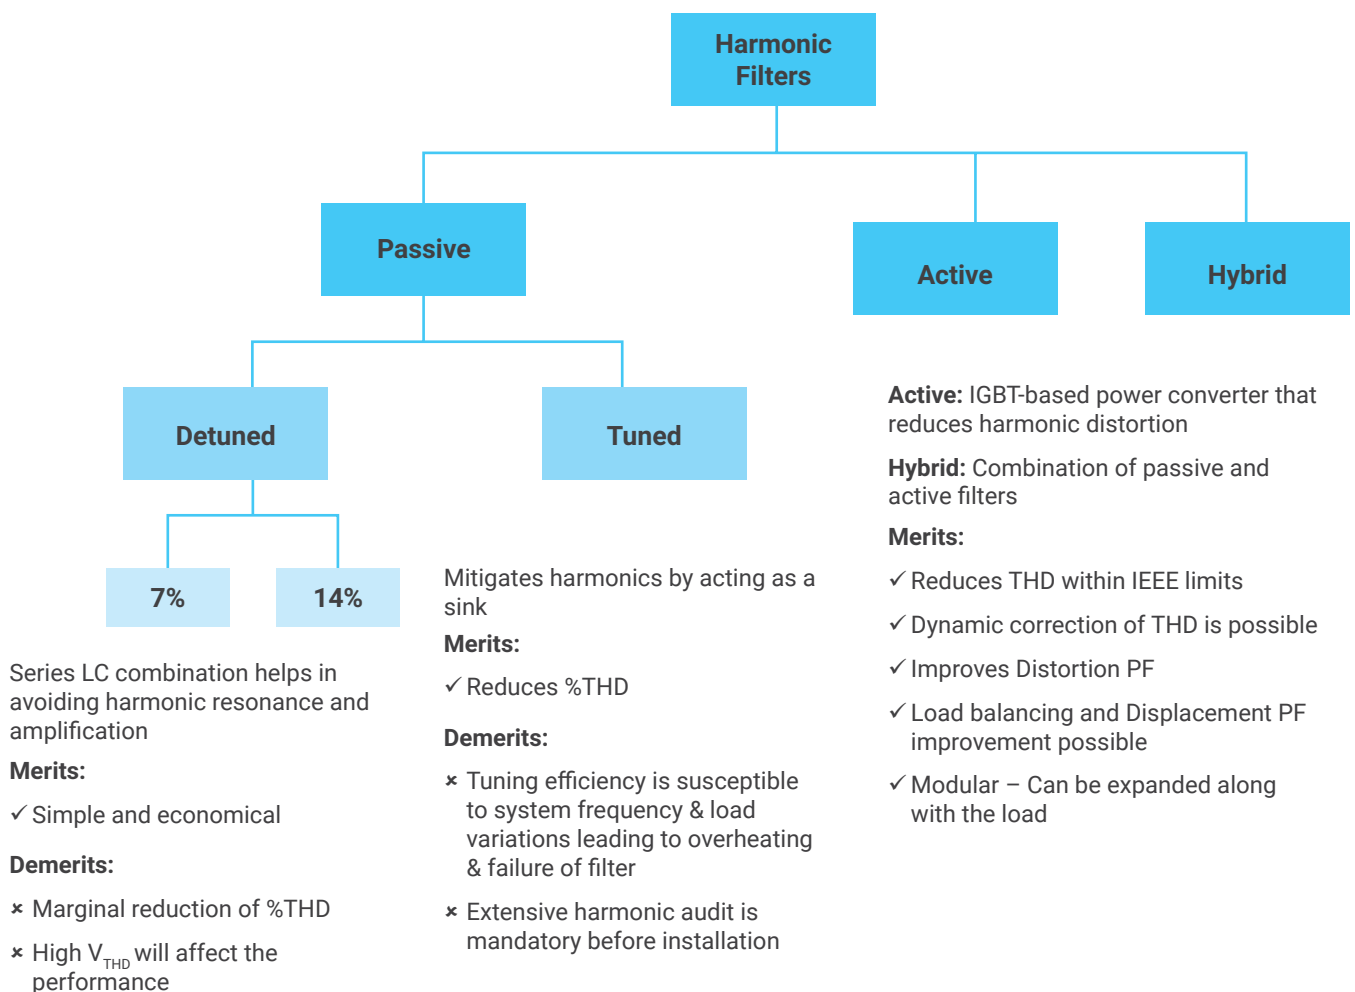 Harmonic
Filters
Passive
Active
Hybrid
Detuned
Tuned
7%
14%
Series LC combination helps in
avoiding harmonic resonance and
amplification
Merits:
✓ Simple and economical
Demerits:
× Marginal reduction of %THD
× High V_THD will affect the
performance
Mitigates harmonics by acting as a
sink
Merits:
✓ Reduces %THD
Demerits:
× Tuning efficiency is susceptible
to system frequency & load
variations leading to overheating
& failure of filter
× Extensive harmonic audit is
mandatory before installation
Active: IGBT-based power converter that
reduces harmonic distortion
Hybrid: Combination of passive and
active filters
Merits:
✓ Reduces THD within IEEE limits
✓ Dynamic correction of THD is possible
✓ Improves Distortion PF
✓ Load balancing and Displacement PF
improvement possible
✓ Modular – Can be expanded along
with the load